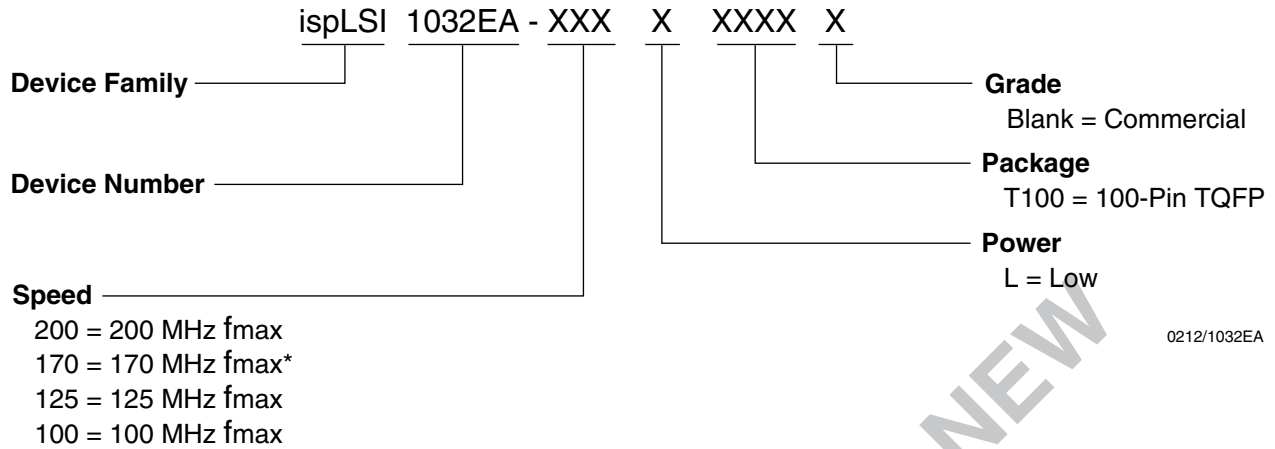 ispLSI 1032EA - XXX X XXXX X
Device Family
Grade
Blank = Commercial
Device Number
Package
T100 = 100-Pin TQFP
Power
L = Low
Speed
200 = 200 MHz fmax
170 = 170 MHz fmax*
125 = 125 MHz fmax
100 = 100 MHz fmax
0212/1032EA
NEW